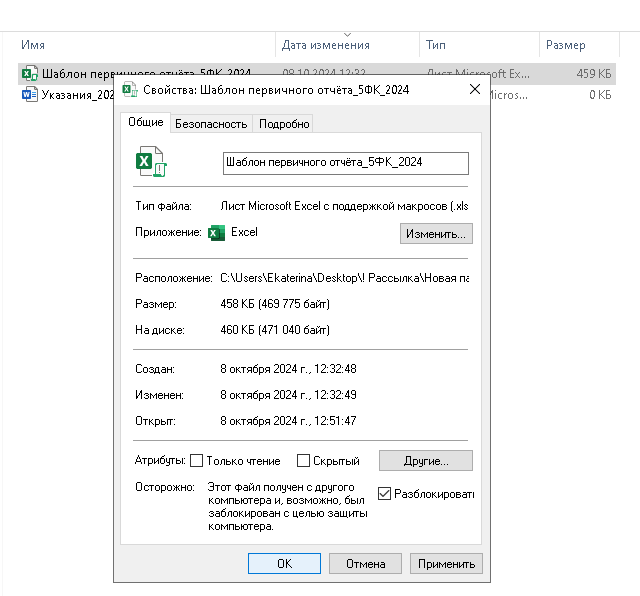 Имя Дата изменения Тип Размер
Шаблон первичного отчёта_5ФК_2024 08.10.2024 12:32 Лист Microsoft Ex... 459 КБ
Указания_202 Micros... 0 КБ
Свойства: Шаблон первичного отчёта_5ФК_2024
Общие Безопасность Подробно
Шаблон первичного отчёта_5ФК_2024
Тип файла: Лист Microsoft Excel с поддержкой макросов (.xls
Приложение: Excel Изменить...
Расположение: C:\Users\Ekaterina\Desktop\! Рассылка\Новая па
Размер: 458 КБ (469 775 байт)
На диске: 460 КБ (471 040 байт)
Создан: 8 октября 2024 г., 12:32:48
Изменен: 8 октября 2024 г., 12:32:49
Открыт: 8 октября 2024 г., 12:51:47
Атрибуты: Только чтение Скрытый Другие...
Осторожно: Этот файл получен с другого
компьютера и, возможно, был
заблокирован с целью защиты
компьютера.
Разблокировать
ОК Отмена Применить